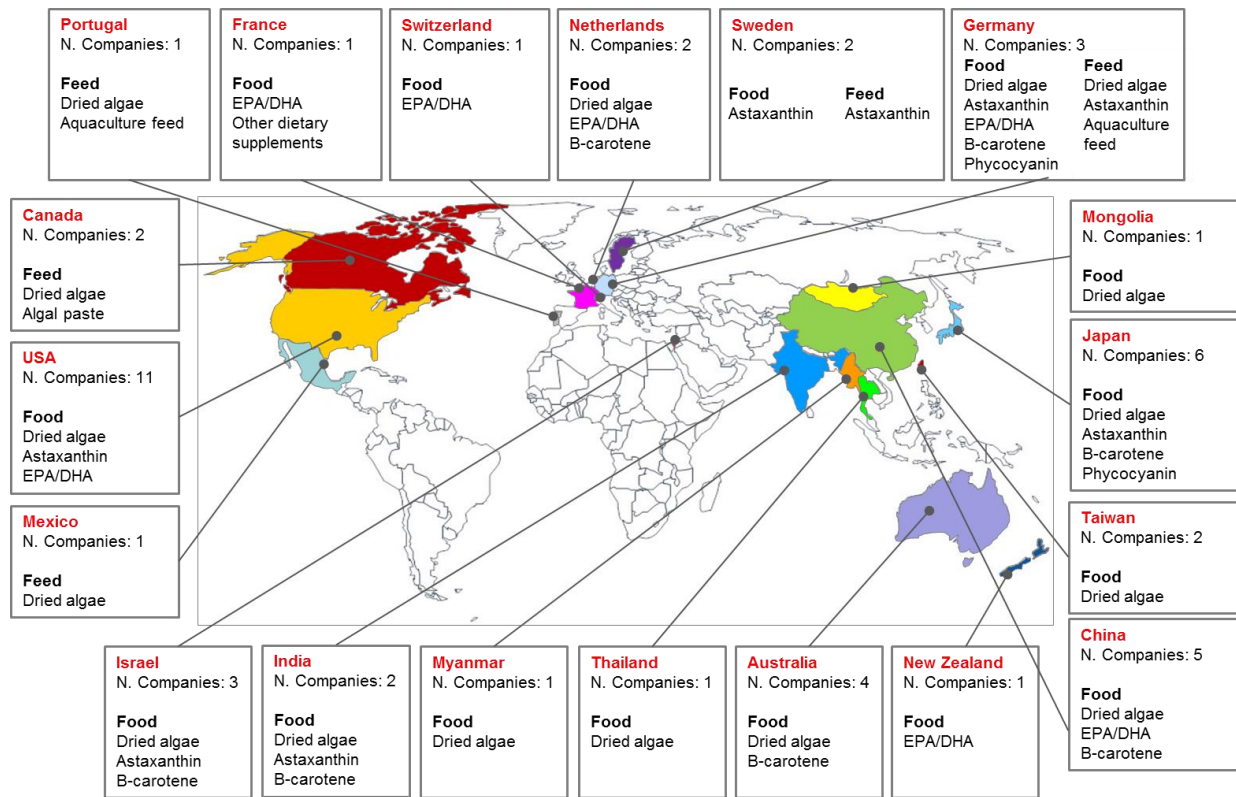 Portugal
N. Companies: 1
Feed
Dried algae
Aquaculture feed
France
N. Companies: 1
Food
EPA/DHA
Other dietary
supplements
Switzerland
N. Companies: 1
Food
EPA/DHA
Netherlands
N. Companies: 2
Food
Dried algae
EPA/DHA
B-carotene
Sweden
N. Companies: 2
Food
Astaxanthin
Feed
Astaxanthin
Germany
N. Companies: 3
Food
Dried algae
Astaxanthin
EPA/DHA
B-carotene
Phycocyanin
Feed
Dried algae
Astaxanthin
Aquaculture
feed
Canada
N. Companies: 2
Feed
Dried algae
Algal paste
USA
N. Companies: 11
Food
Dried algae
Astaxanthin
EPA/DHA
Mexico
N. Companies: 1
Feed
Dried algae
Mongolia
N. Companies: 1
Food
Dried algae
Japan
N. Companies: 6
Food
Dried algae
Astaxanthin
B-carotene
Phycocyanin
Taiwan
N. Companies: 2
Food
Dried algae
China
N. Companies: 5
Food
Dried algae
EPA/DHA
B-carotene
Israel
N. Companies: 3
Food
Dried algae
Astaxanthin
B-carotene
India
N. Companies: 2
Food
Dried algae
Astaxanthin
B-carotene
Myanmar
N. Companies: 1
Food
Dried algae
Thailand
N. Companies: 1
Food
Dried algae
Australia
N. Companies: 4
Food
Dried algae
B-carotene
New Zealand
N. Companies: 1
Food
EPA/DHA